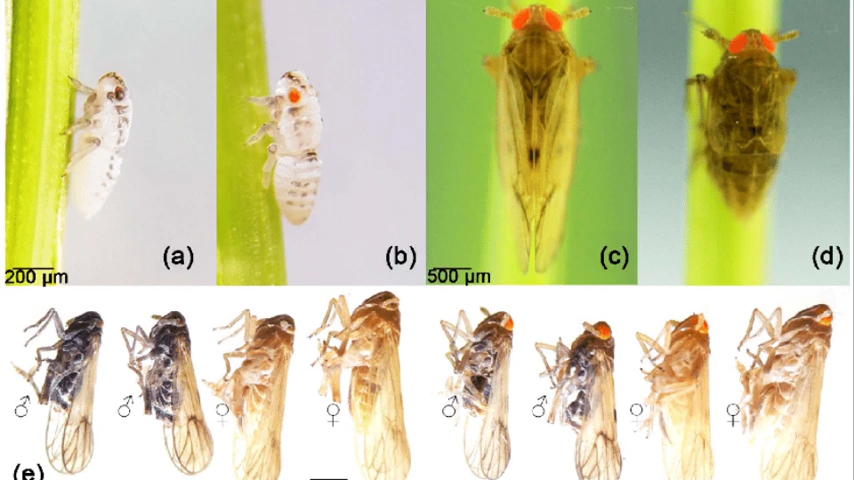 (a)
(b)
(c)
(d)
200 µm
500 µm
♂ ♂ ♀ ♀ ♂ ♂ ♀ ♀
(e)